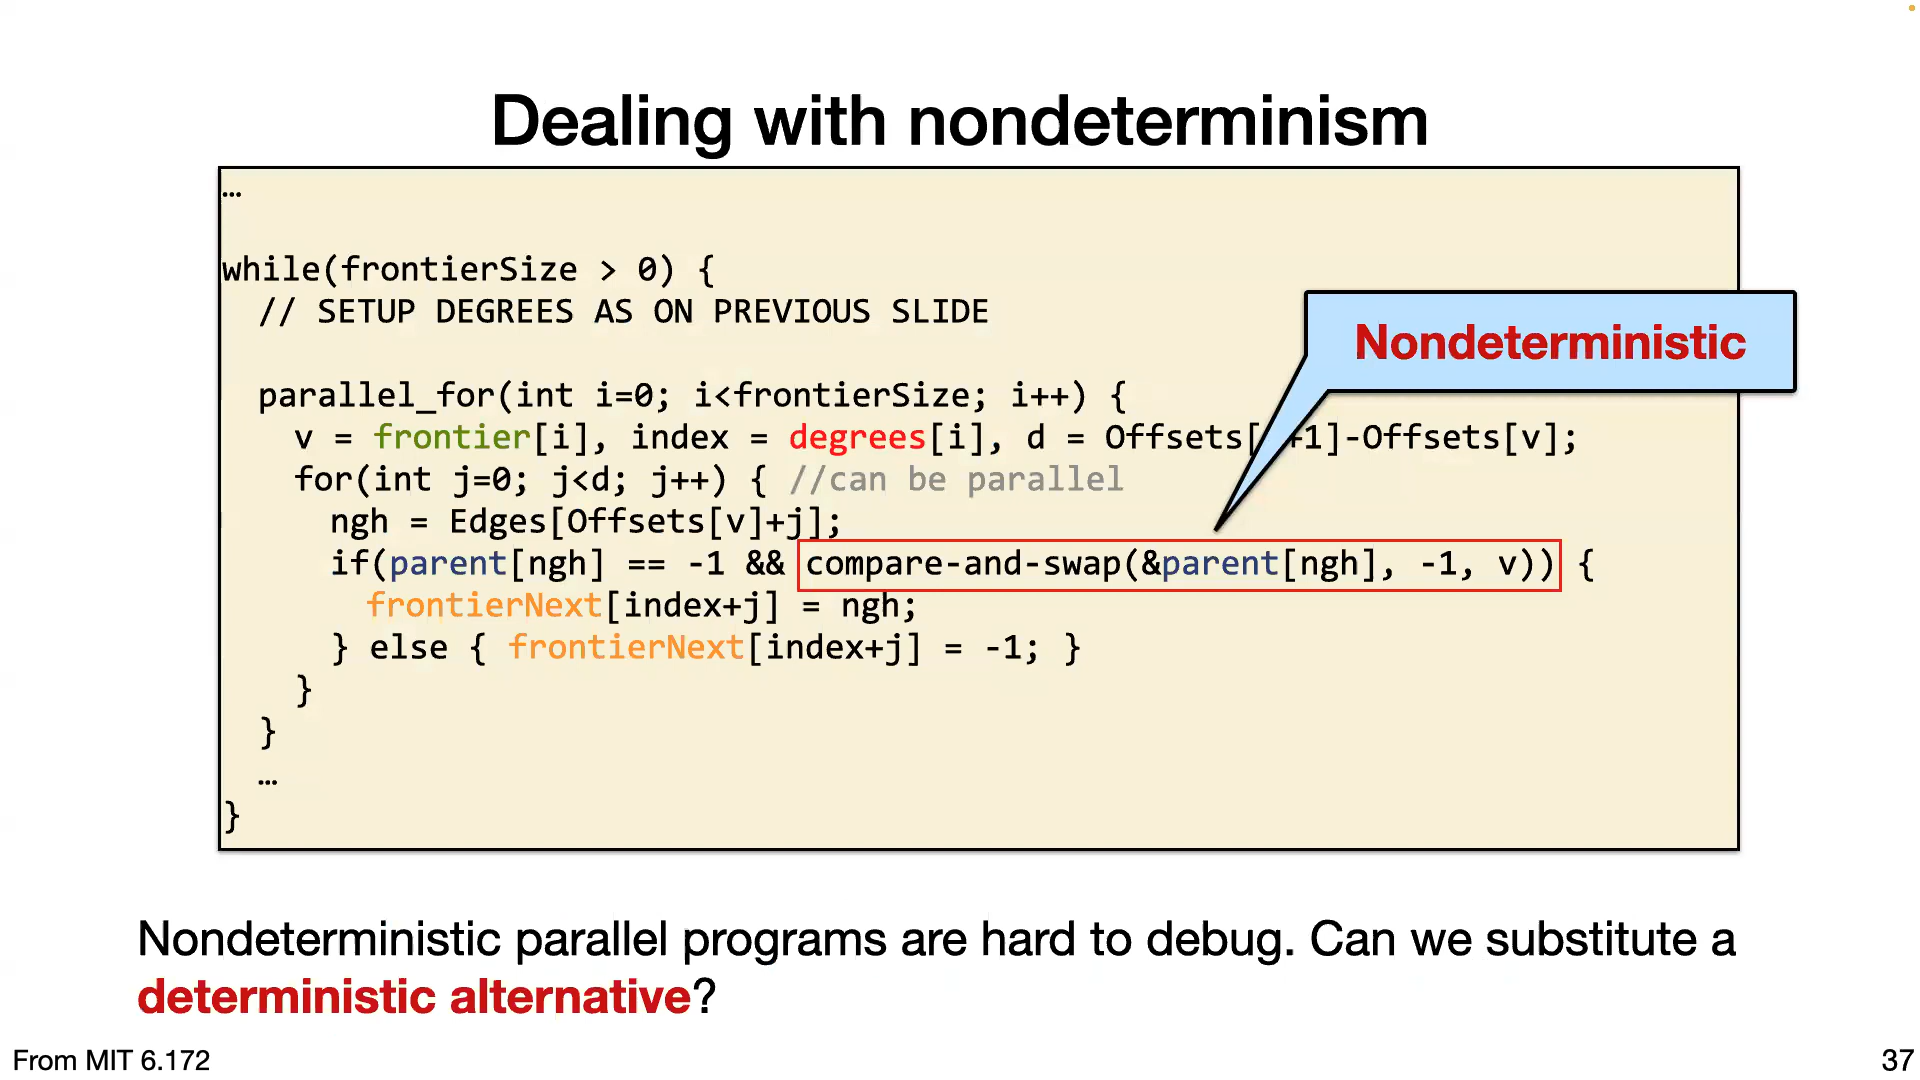 Dealing with nondeterminism
…
while(frontierSize > 0) {
// SETUP DEGREES AS ON PREVIOUS SLIDE
Nondeterministic
parallel_for(int i=0; i<frontierSize; i++) {
v = frontier[i], index = degrees[i], d = Offsets[ +1]-Offsets[v];
for(int j=0; j<d; j++) { //can be parallel
ngh = Edges[Offsets[v]+j];
if(parent[ngh] == -1 && compare-and-swap(&parent[ngh], -1, v)) {
frontierNext[index+j] = ngh;
} else { frontierNext[index+j] = -1; }
}
}
…
}
Nondeterministic parallel programs are hard to debug. Can we substitute a
deterministic alternative?
From MIT 6.172
37